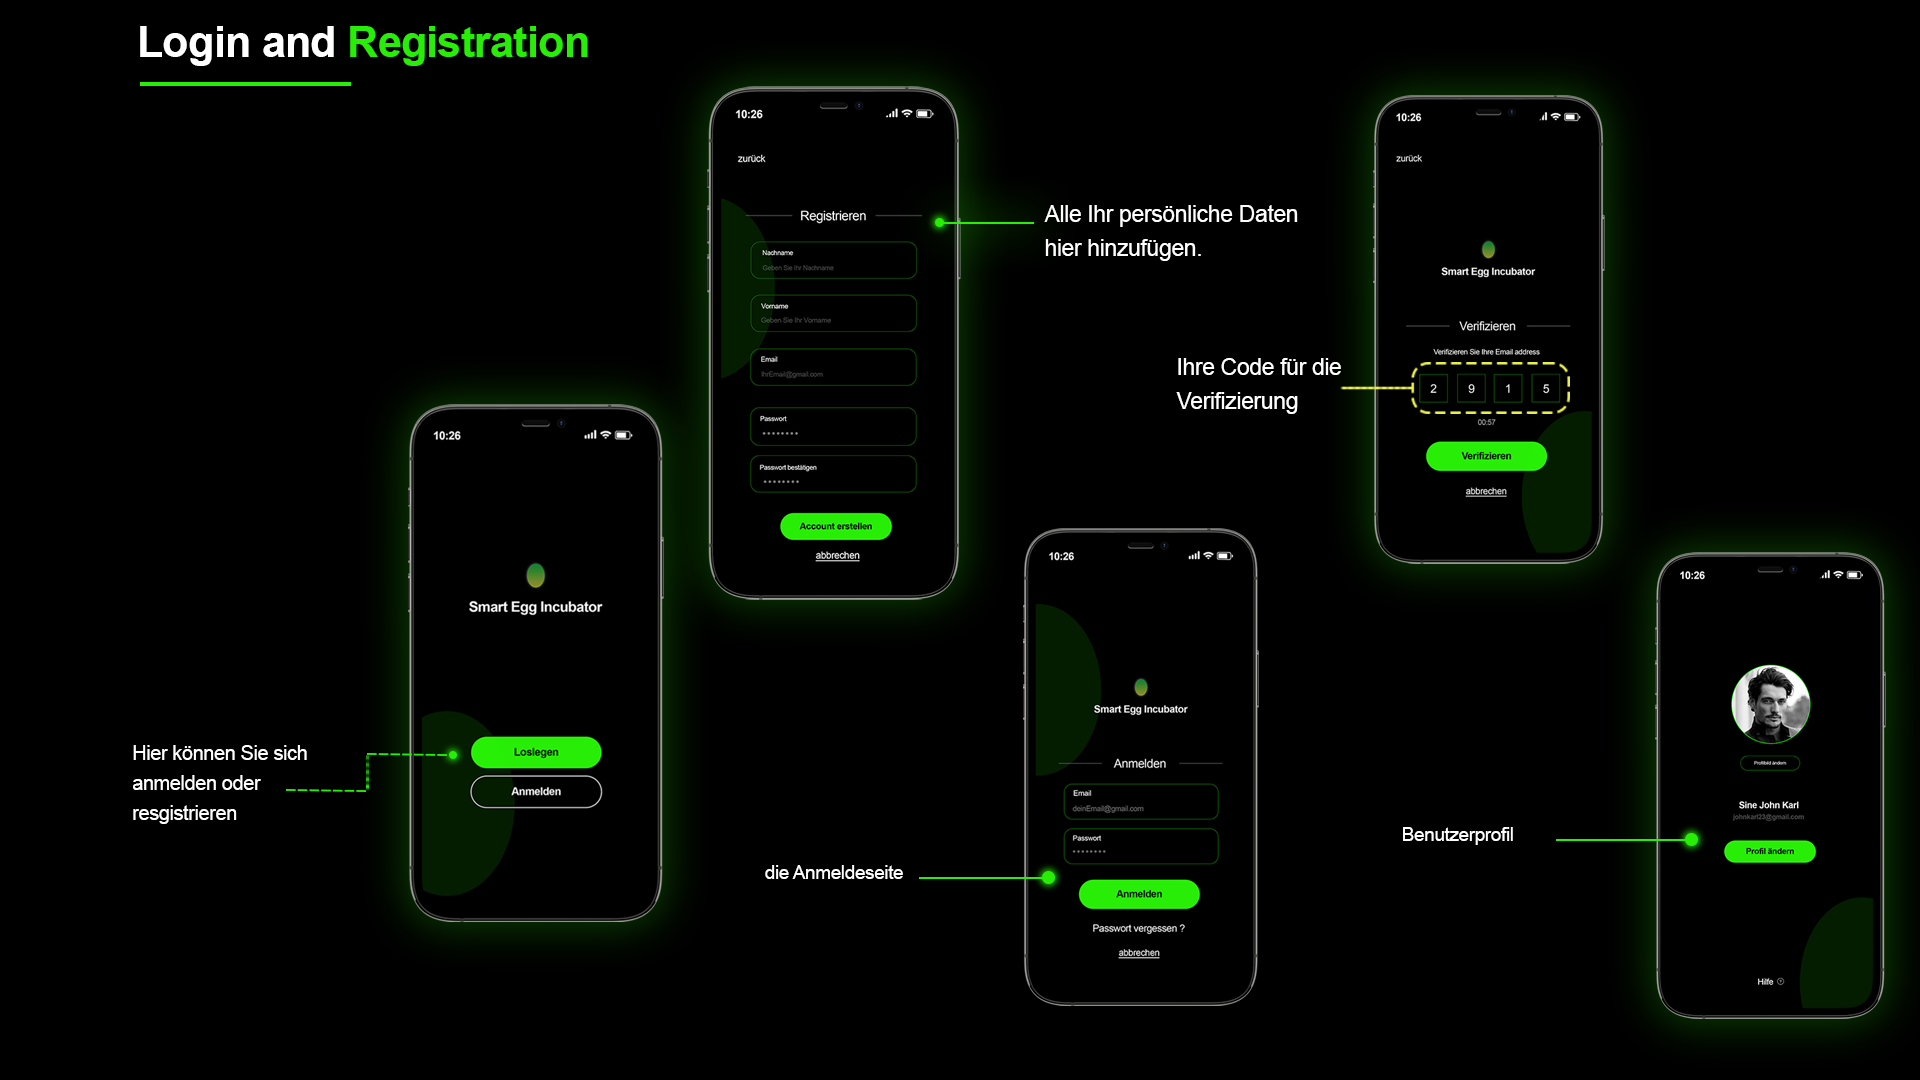 Login and Registration
10:26
zurück
Registrieren
Nachname
Geben Sie Ihr Nachname
Vorname
Geben Sie Ihr Vorname
Email
IhrEmail@gmail.com
Passwort
Passwort bestätigen
Account erstellen
abbrechen
Alle Ihr persönliche Daten
hier hinzufügen.
10:26
zurück
Smart Egg Incubator
Verifizieren
Verifizieren Sie Ihre Email address
2 9 1 5
00:57
Verifizieren
abbrechen
Ihre Code für die
Verifizierung
10:26
Smart Egg Incubator
Loslegen
Anmelden
Hier können Sie sich
anmelden oder
resgistrieren
10:26
Smart Egg Incubator
Anmelden
Email
deinEmail@gmail.com
Passwort
Anmelden
Passwort vergessen ?
abbrechen
die Anmeldeseite
10:26
Profilbild ändern
Sine John Karl
johnkarl23@gmail.com
Profil ändern
Hilfe
Benutzerprofil